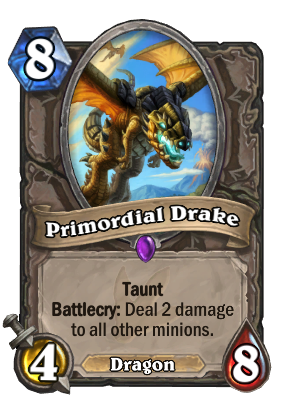 8
Primordial Drake
Taunt
Battlecry: Deal 2 damage
to all other minions.
4
Dragon
8